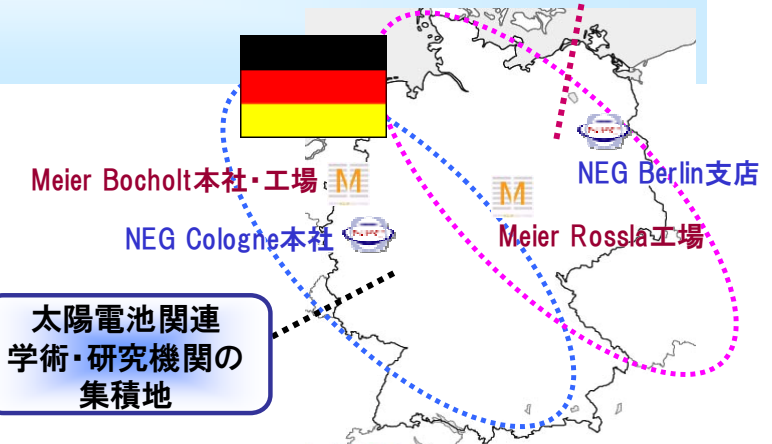 NEG Berlin支店
Meier Bocholt本社・工場
M
M
NEG Cologne本社
Meier Rossla工場
太陽電池関連
学術・研究機関の
集積地